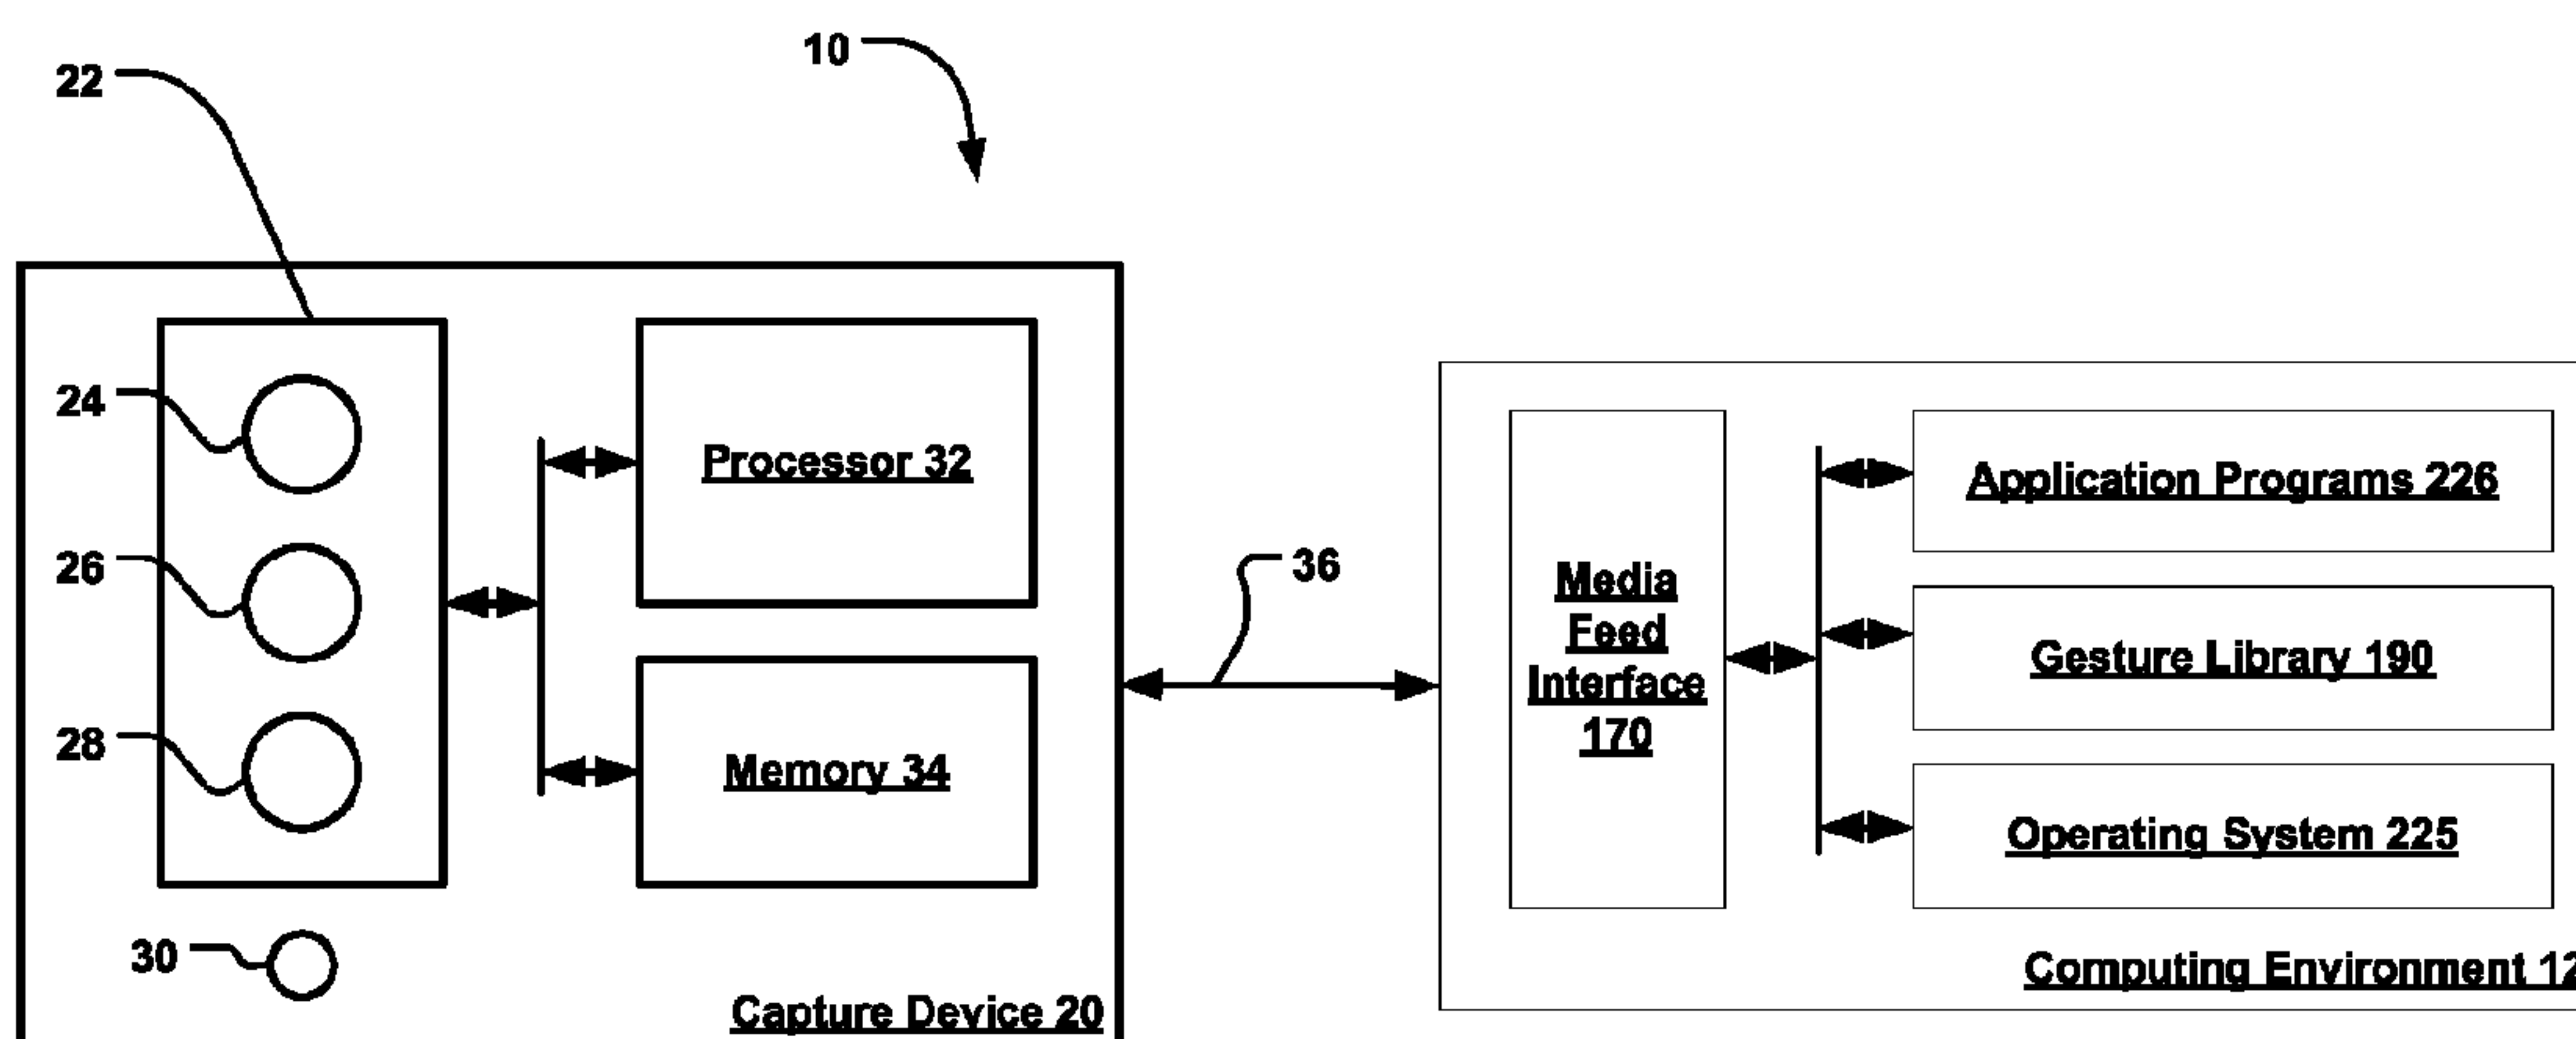 10
22
24
Processor 32
Application Programs 226
26
36
Media
Feed
Interface
170
Gesture Library 190
28
Memory 34
Operating System 225
30
Capture Device 20
Computing Environment 12